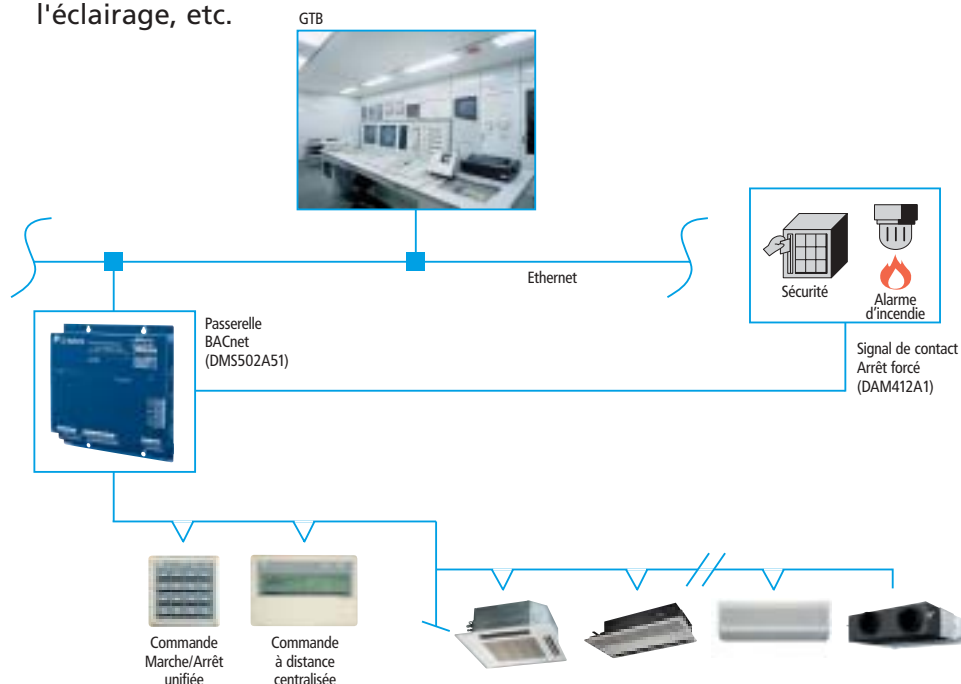 l'éclairage, etc.
GTB
Ethernet
Sécurité
Alarme
d'incendie
Passerelle
BACnet
(DMS502A51)
Signal de contact
Arrêt forcé
(DAM412A1)
Commande
Marche/Arrêt
unifiée
Commande
à distance
centralisée